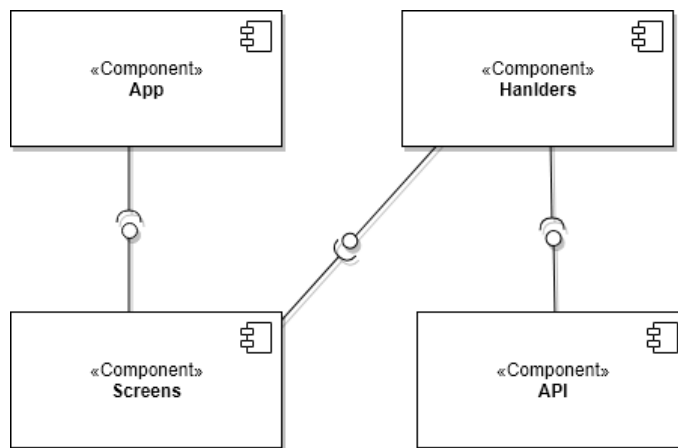 «Component»
App
«Component»
Hanlders
«Component»
Screens
«Component»
API